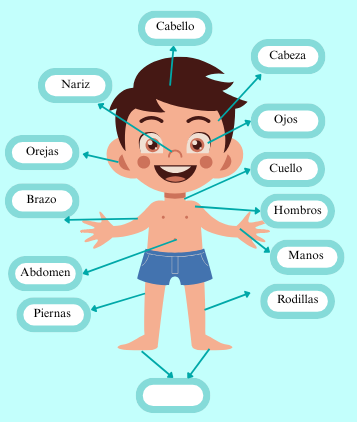 Cabello
Cabeza
Nariz
Ojos
Orejas
Cuello
Brazo
Hombros
Manos
Abdomen
Rodillas
Piernas